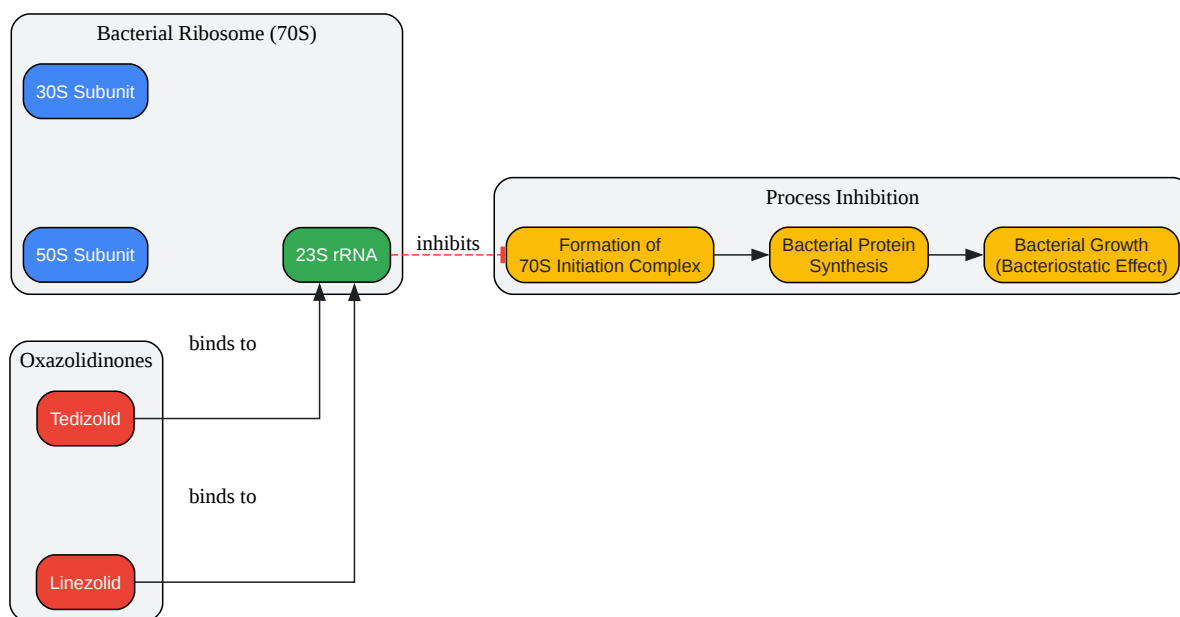 Bacterial Ribosome (70S)
30S Subunit
50S Subunit
23S rRNA
inhibits
Process Inhibition
Formation of
70S Initiation Complex
Bacterial Protein
Synthesis
Bacterial Growth
(Bacteriostatic Effect)
binds to
Oxazolidinones
Tedizolid
binds to
Linezolid